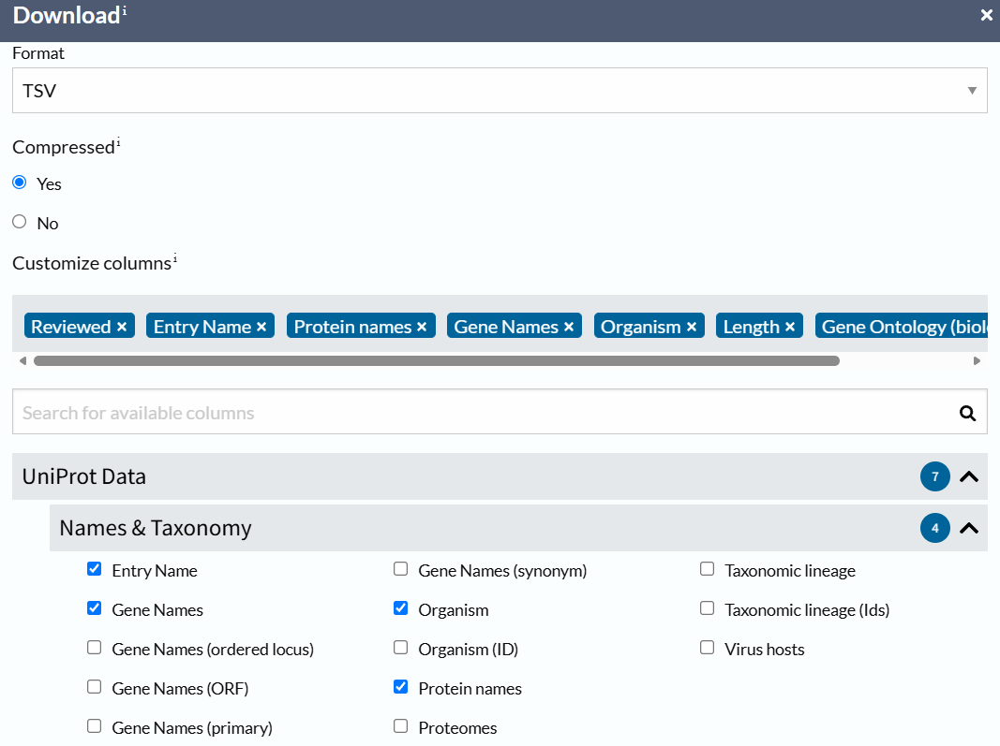 Download i
Format
TSV
Compressed i
Yes
No
Customize columns i
Reviewed × Entry Name × Protein names × Gene Names × Organism × Length × Gene Ontology (biol
Search for available columns
UniProt Data 7
Names & Taxonomy 4
Entry Name Gene Names (synonym) Taxonomic lineage
Gene Names Organism Taxonomic lineage (Ids)
Gene Names (ordered locus) Organism (ID) Virus hosts
Gene Names (ORF) Protein names
Gene Names (primary) Proteomes